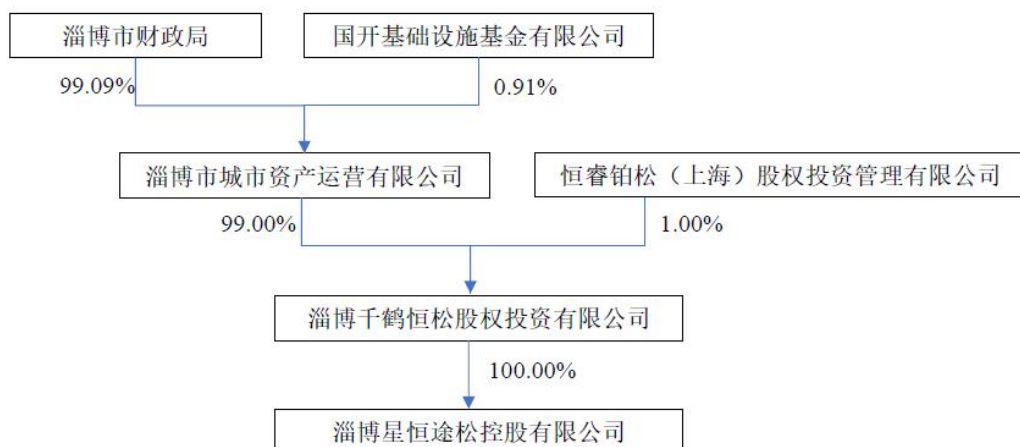 淄博市财政局
国开基础设施基金有限公司
99.09%
0.91%
淄博市城市资产运营有限公司
恒睿铂松（上海）股权投资管理有限公司
99.00%
1.00%
淄博千鹤恒松股权投资有限公司
100.00%
淄博星恒途松控股有限公司